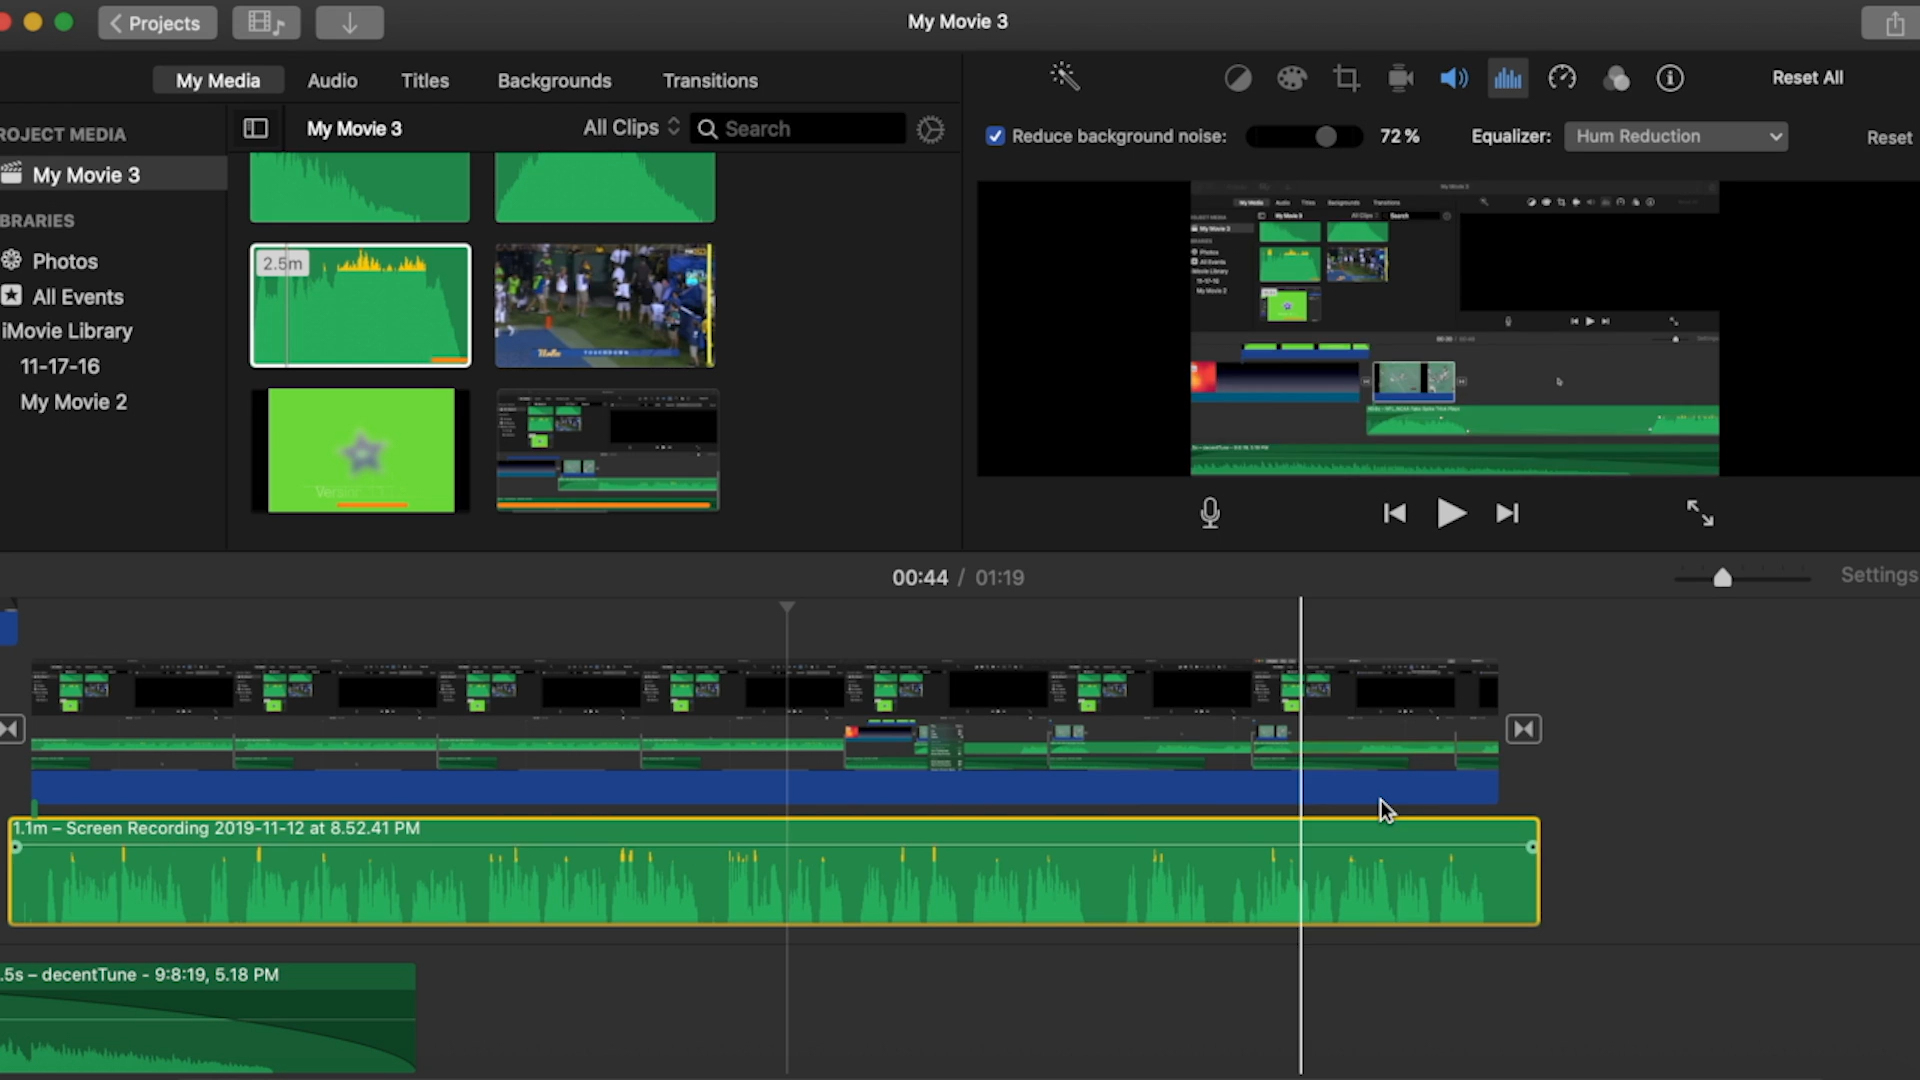 Projects
My Movie 3
My Media
Audio
Titles
Backgrounds
Transitions
Reset All
ROJECT MEDIA
My Movie 3
All Clips
Search
Reduce background noise:
72 %
Equalizer:
Hum Reduction
Reset
My Movie 3
BRARIES
Photos
All Events
iMovie Library
11-17-16
My Movie 2
2.5m
00:44 / 01:19
Settings
1.1m – Screen Recording 2019-11-12 at 8.52.41 PM
.5s – decentTune - 9:8:19, 5.18 PM